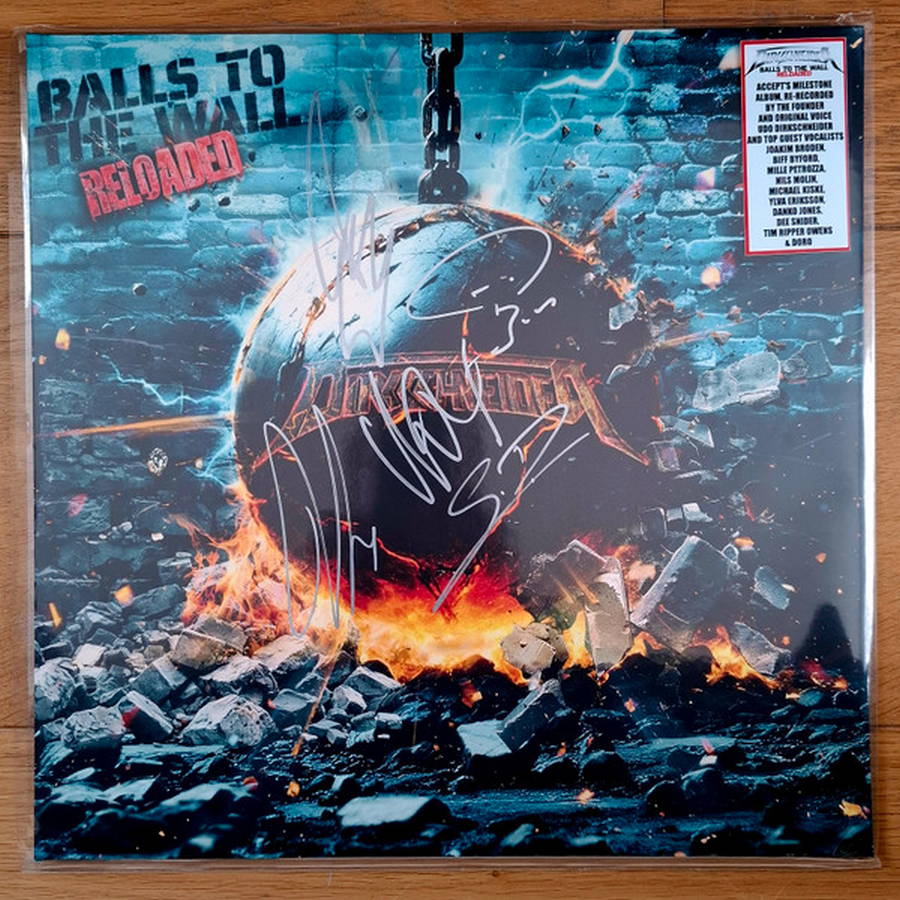 BALLS TO
THE WALL
RELOADED
DIRKSCHNEIDER
BALLS TO THE WALL
RELOADED
ACCEPT'S MILESTONE
ALBUM, RE-RECORDED
BY THE FOUNDER
AND ORIGINAL VOICE
UDO DIRKSCHNEIDER
AND TOP GUEST VOCALISTS
JOAKIM BRODEN,
BIFF BYFORD,
MILLE PETROZZA,
NILS MOLIN,
MICHAEL KISKE,
YLVA ERIKSSON,
DANKO JONES,
DEE SNIDER,
TIM RIPPER OWENS
& DORO
DIRKSCHNEIDER